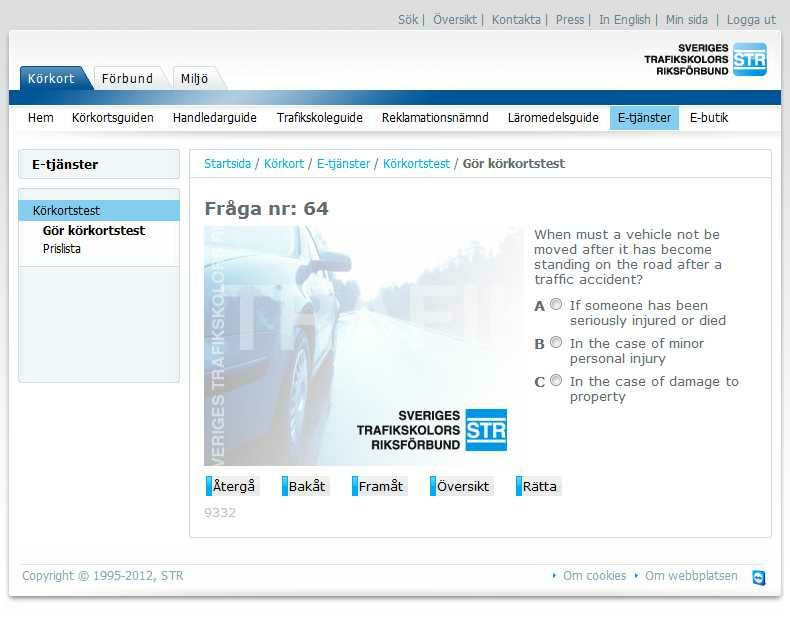 Sök | Översikt | Kontakta | Press | In English | Min sida | Logga ut
SVERIGES
TRAFIKSKOLORS
RIKSFÖRBUND
STR
Körkort Förbund Miljö
Hem Körkortsguiden Handledarguide Trafikskoleguide Reklamationsnämnd Läromedelsguide E-tjänster E-butik
E-tjänster
Körkortstest
Gör körkortstest
Prislista
Startsida / Körkort / E-tjänster / Körkortstest / Gör körkortstest
Fråga nr: 64
SVERIGES TRAFIKSKOLOR
TRAFI
SVERIGES
TRAFIKSKOLORS
RIKSFÖRBUND
STR
When must a vehicle not be
moved after it has become
standing on the road after a
traffic accident?
A If someone has been
seriously injured or died
B In the case of minor
personal injury
C In the case of damage to
property
Återgå Bakåt Framåt Översikt Rätta
9332
Copyright © 1995-2012, STR
Om cookies Om webbplatsen